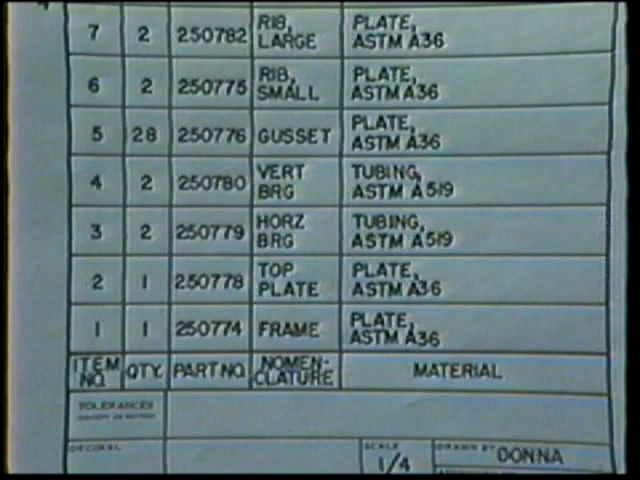 7 2 250782 RIB, LARGE PLATE, ASTM A36
6 2 250775 RIB, SMALL PLATE, ASTM A36
5 28 250776 GUSSET PLATE, ASTM A36
4 2 250780 VERT BRG TUBING, ASTM A519
3 2 250779 HORZ BRG TUBING, ASTM A519
2 1 250778 TOP PLATE PLATE, ASTM A36
1 1 250774 FRAME PLATE, ASTM A36
ITEM NO. QTY. PART NO. NOMEN-CLATURE MATERIAL
TOLERANCES
DECIMAL SCALE 1/4 DRAWN BY DONNA